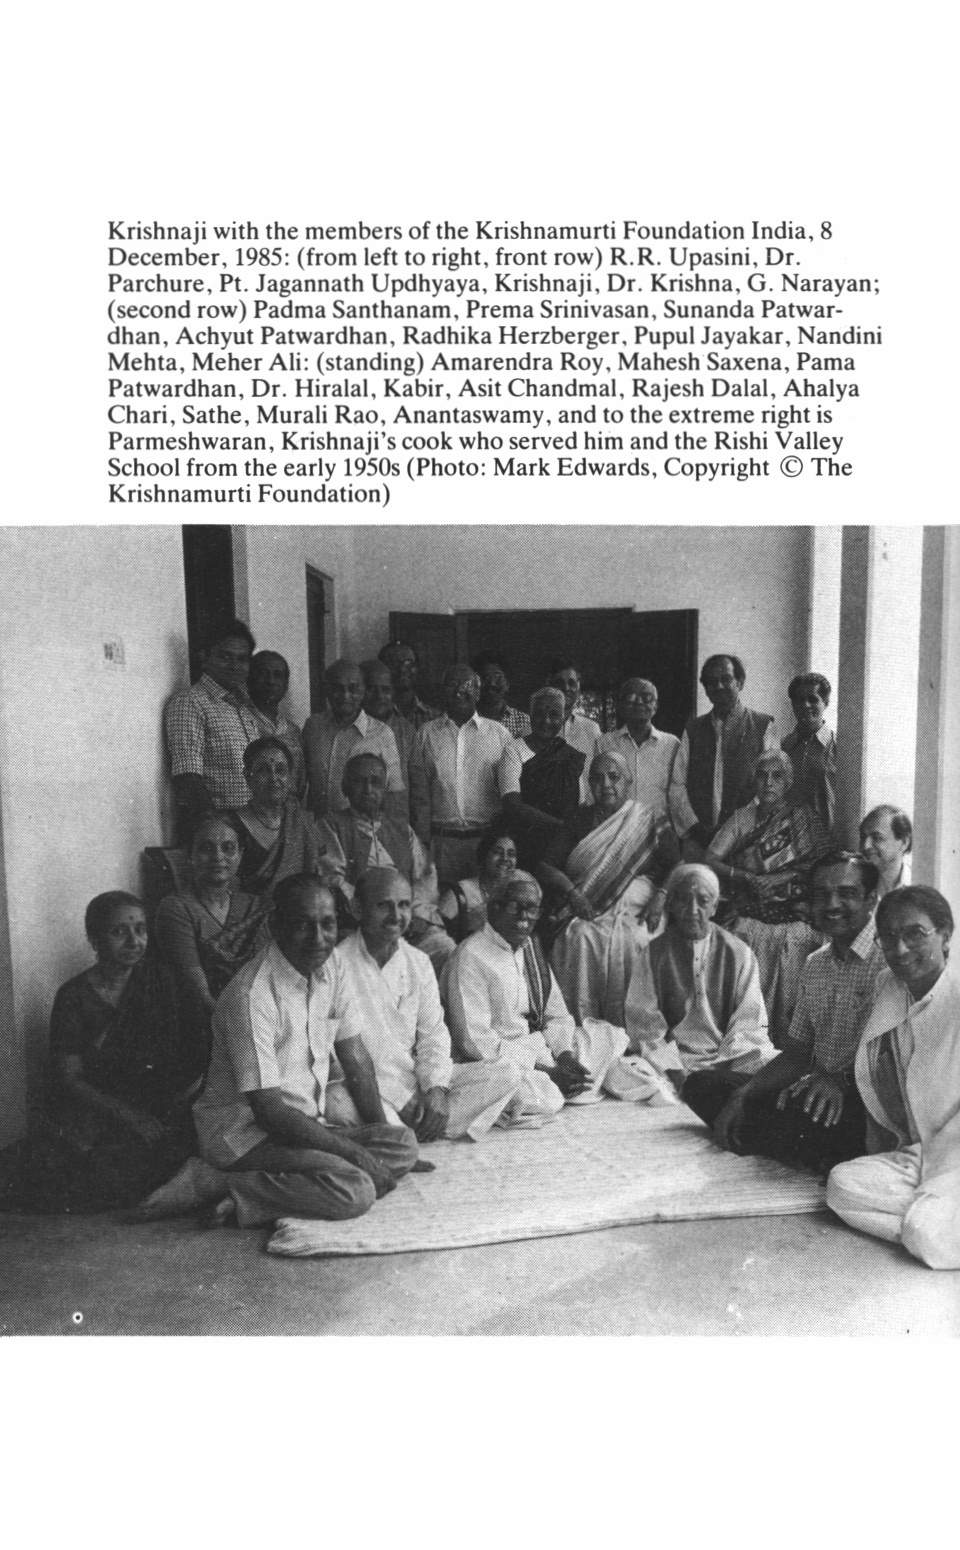 Krishnaji with the members of the Krishnamurti Foundation India, 8
December, 1985: (from left to right, front row) R.R. Upasini, Dr.
Parchure, Pt. Jagannath Updhyaya, Krishnaji, Dr. Krishna, G. Narayan;
(second row) Padma Santhanam, Prema Srinivasan, Sunanda Patwar-
dhan, Achyut Patwardhan, Radhika Herzberger, Pupul Jayakar, Nandini
Mehta, Meher Ali: (standing) Amarendra Roy, Mahesh Saxena, Pama
Patwardhan, Dr. Hiralal, Kabir, Asit Chandmal, Rajesh Dalal, Ahalya
Chari, Sathe, Murali Rao, Anantaswamy, and to the extreme right is
Parmeshwaran, Krishnaji's cook who served him and the Rishi Valley
School from the early 1950s (Photo: Mark Edwards, Copyright © The
Krishnamurti Foundation)